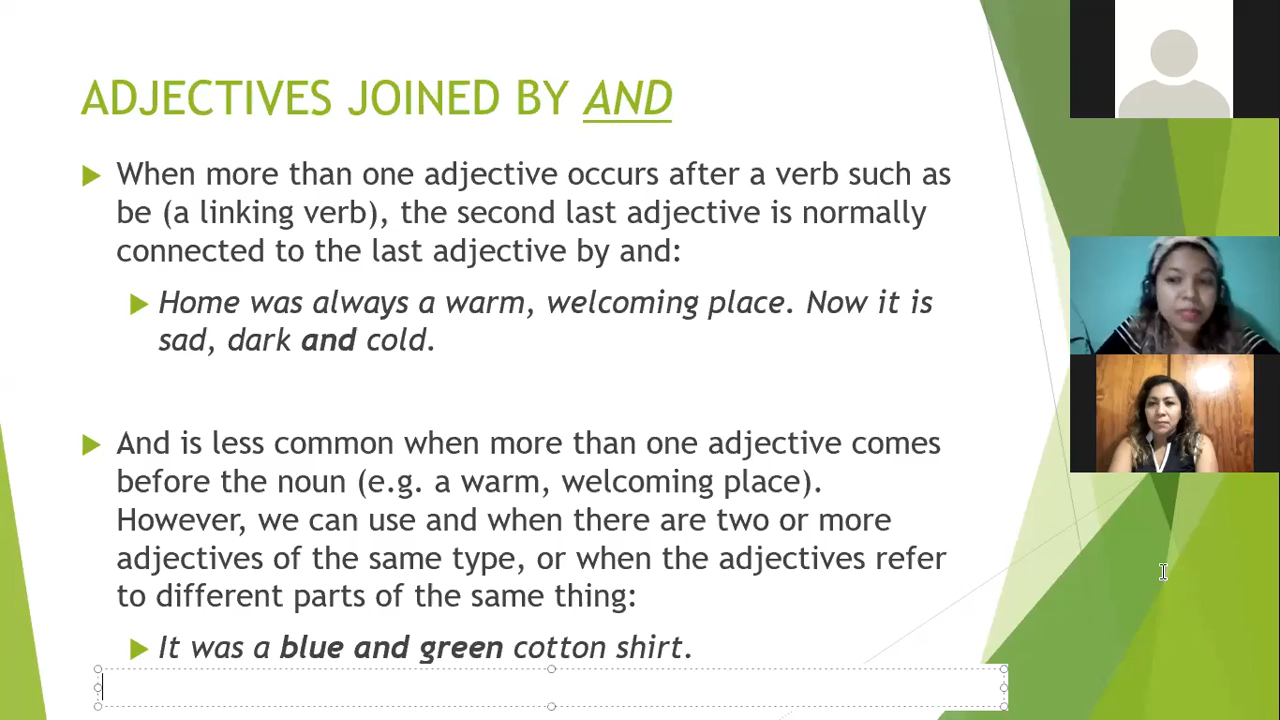 ADJECTIVES JOINED BY AND
When more than one adjective occurs after a verb such as
be (a linking verb), the second last adjective is normally
connected to the last adjective by and:
Home was always a warm, welcoming place. Now it is
sad, dark and cold.
And is less common when more than one adjective comes
before the noun (e.g. a warm, welcoming place).
However, we can use and when there are two or more
adjectives of the same type, or when the adjectives refer
to different parts of the same thing:
It was a blue and green cotton shirt.